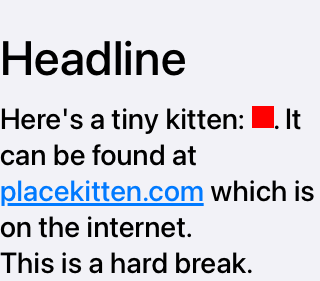 Headline
Here's a tiny kitten: . It
can be found at
placekitten.com which is
on the internet.
This is a hard break.